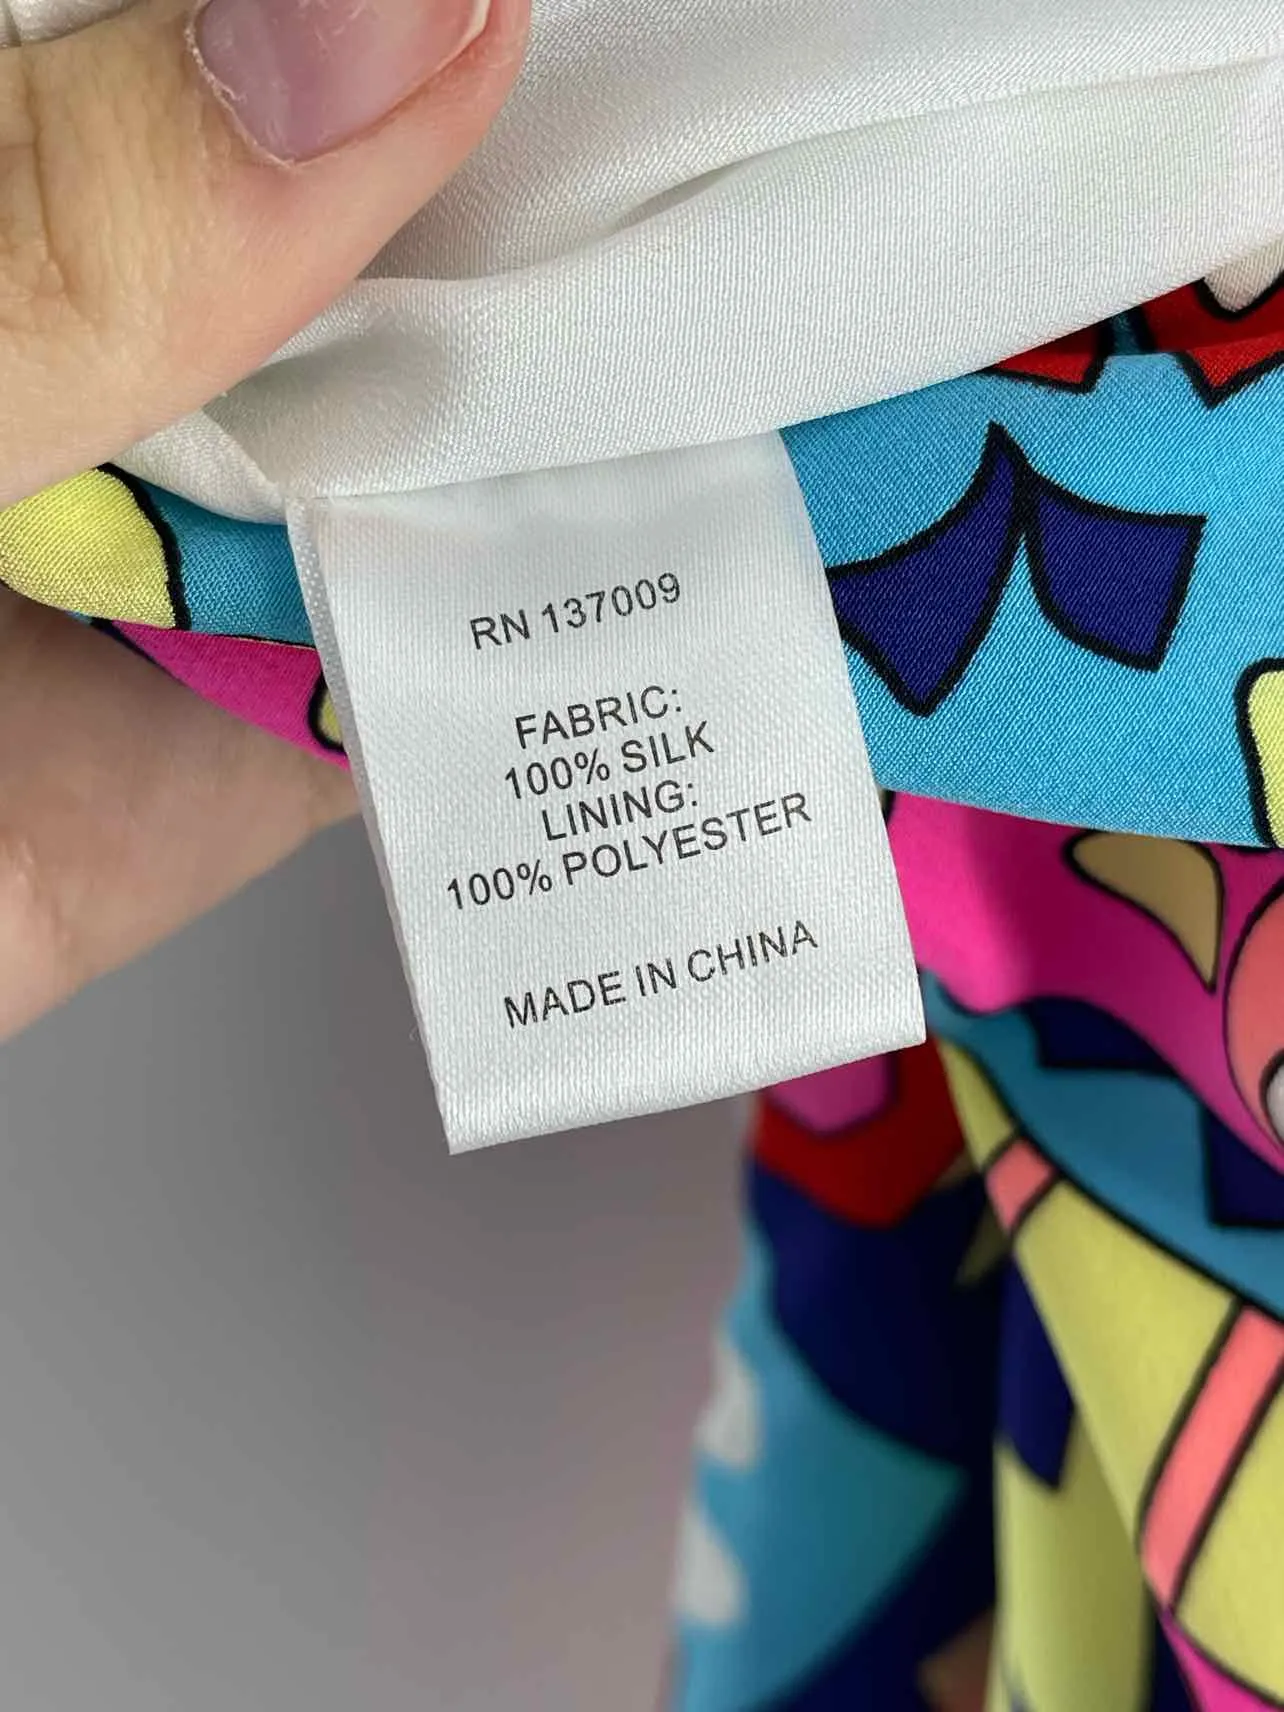 RN 137009
FABRIC:
100% SILK
LINING:
100% POLYESTER
MADE IN CHINA